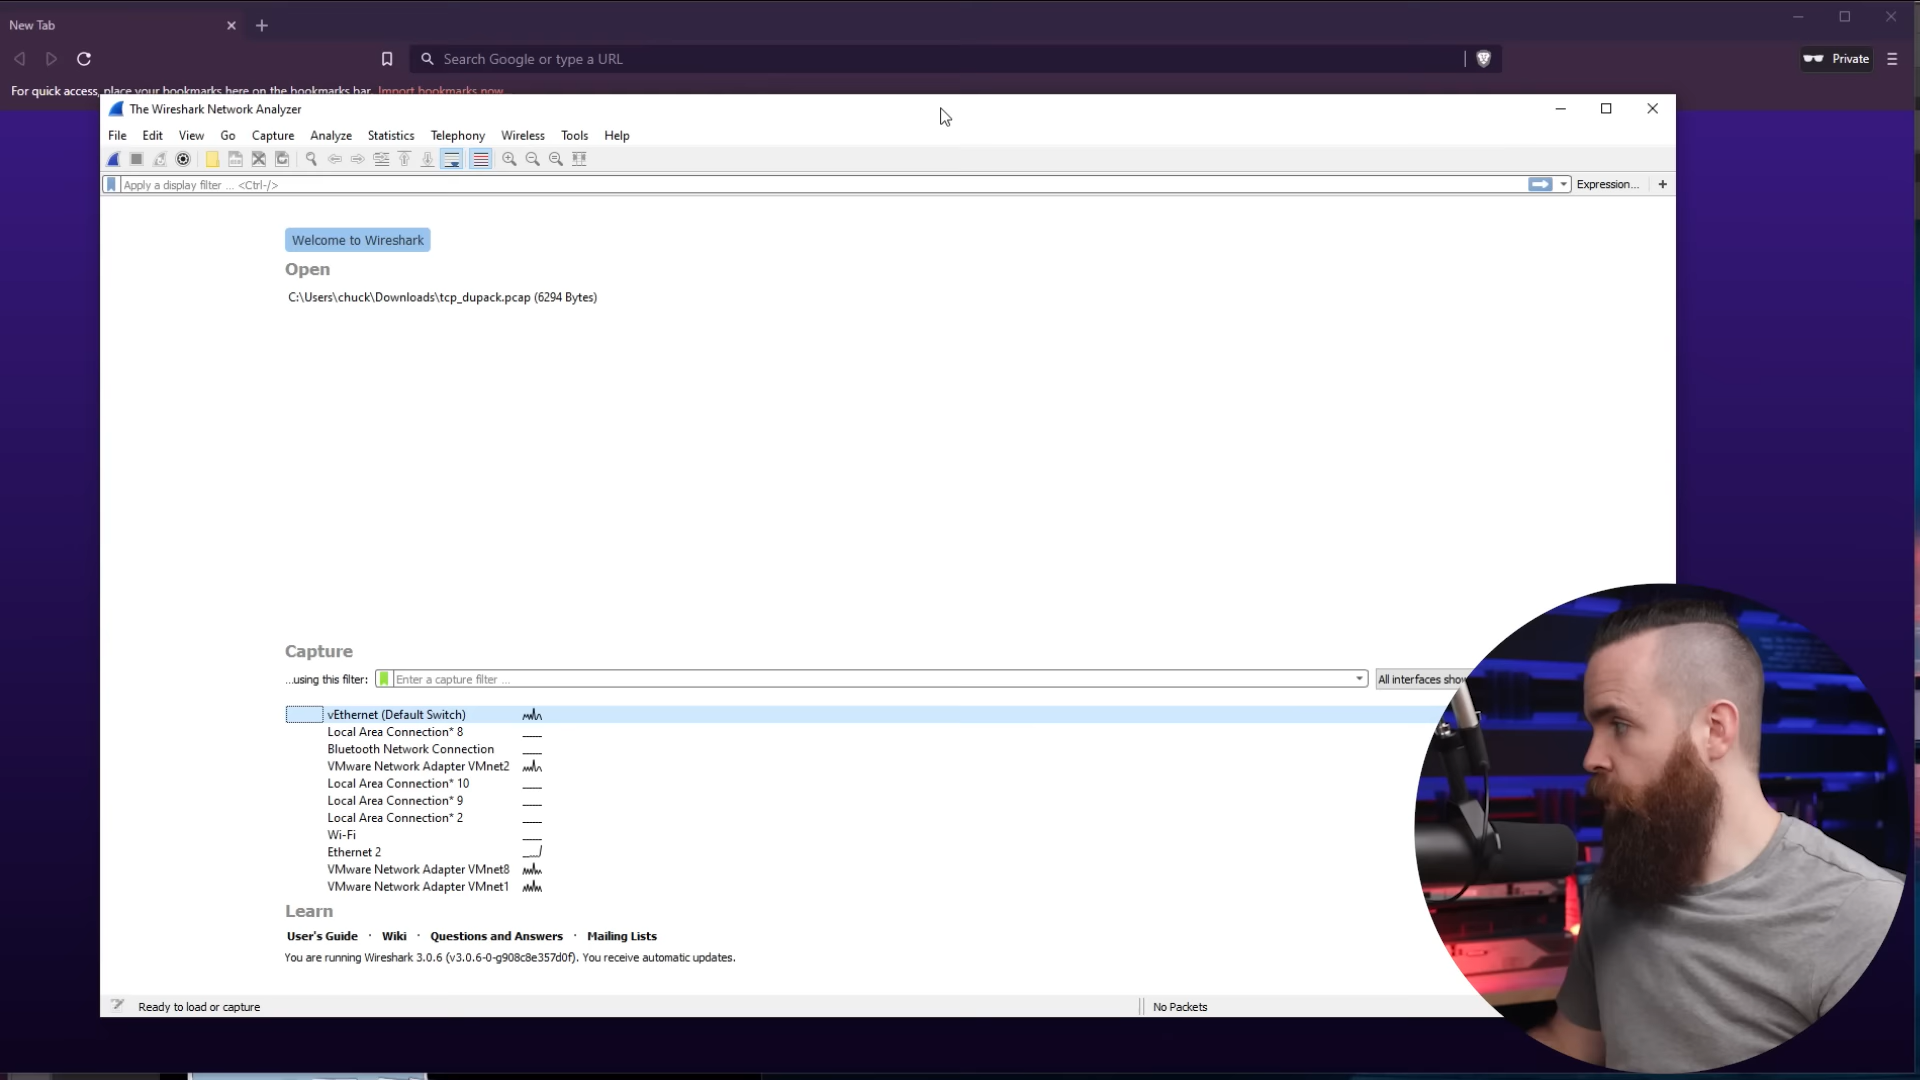 New Tab
Search Google or type a URL
Private
For quick access, place your bookmarks here on the bookmarks bar. Import bookmarks now...
The Wireshark Network Analyzer
File Edit View Go Capture Analyze Statistics Telephony Wireless Tools Help
Apply a display filter ... <Ctrl-/>
Expression...
Welcome to Wireshark
Open
C:\Users\chuck\Downloads\tcp_dupack.pcap (6294 Bytes)
Capture
...using this filter:
Enter a capture filter ...
All interfaces show
vEthernet (Default Switch)
Local Area Connection* 8
Bluetooth Network Connection
VMware Network Adapter VMnet2
Local Area Connection* 10
Local Area Connection* 9
Local Area Connection* 2
Wi-Fi
Ethernet 2
VMware Network Adapter VMnet8
VMware Network Adapter VMnet1
Learn
User's Guide · Wiki · Questions and Answers · Mailing Lists
You are running Wireshark 3.0.6 (v3.0.6-0-g908c8e357d0f). You receive automatic updates.
Ready to load or capture
No Packets